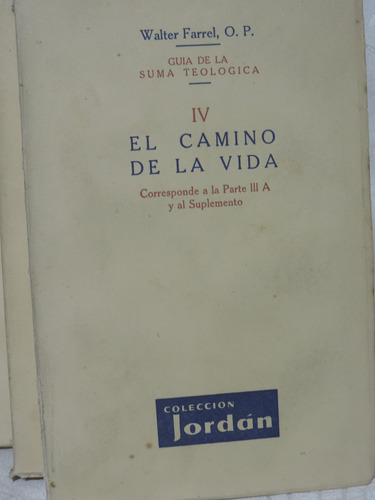 Walter Farrel, O. P.
GUIA DE LA
SUMA TEOLOGICA
IV
EL CAMINO
DE LA VIDA
Corresponde a la Parte III A
y al Suplemento
COLECCION
Jordán